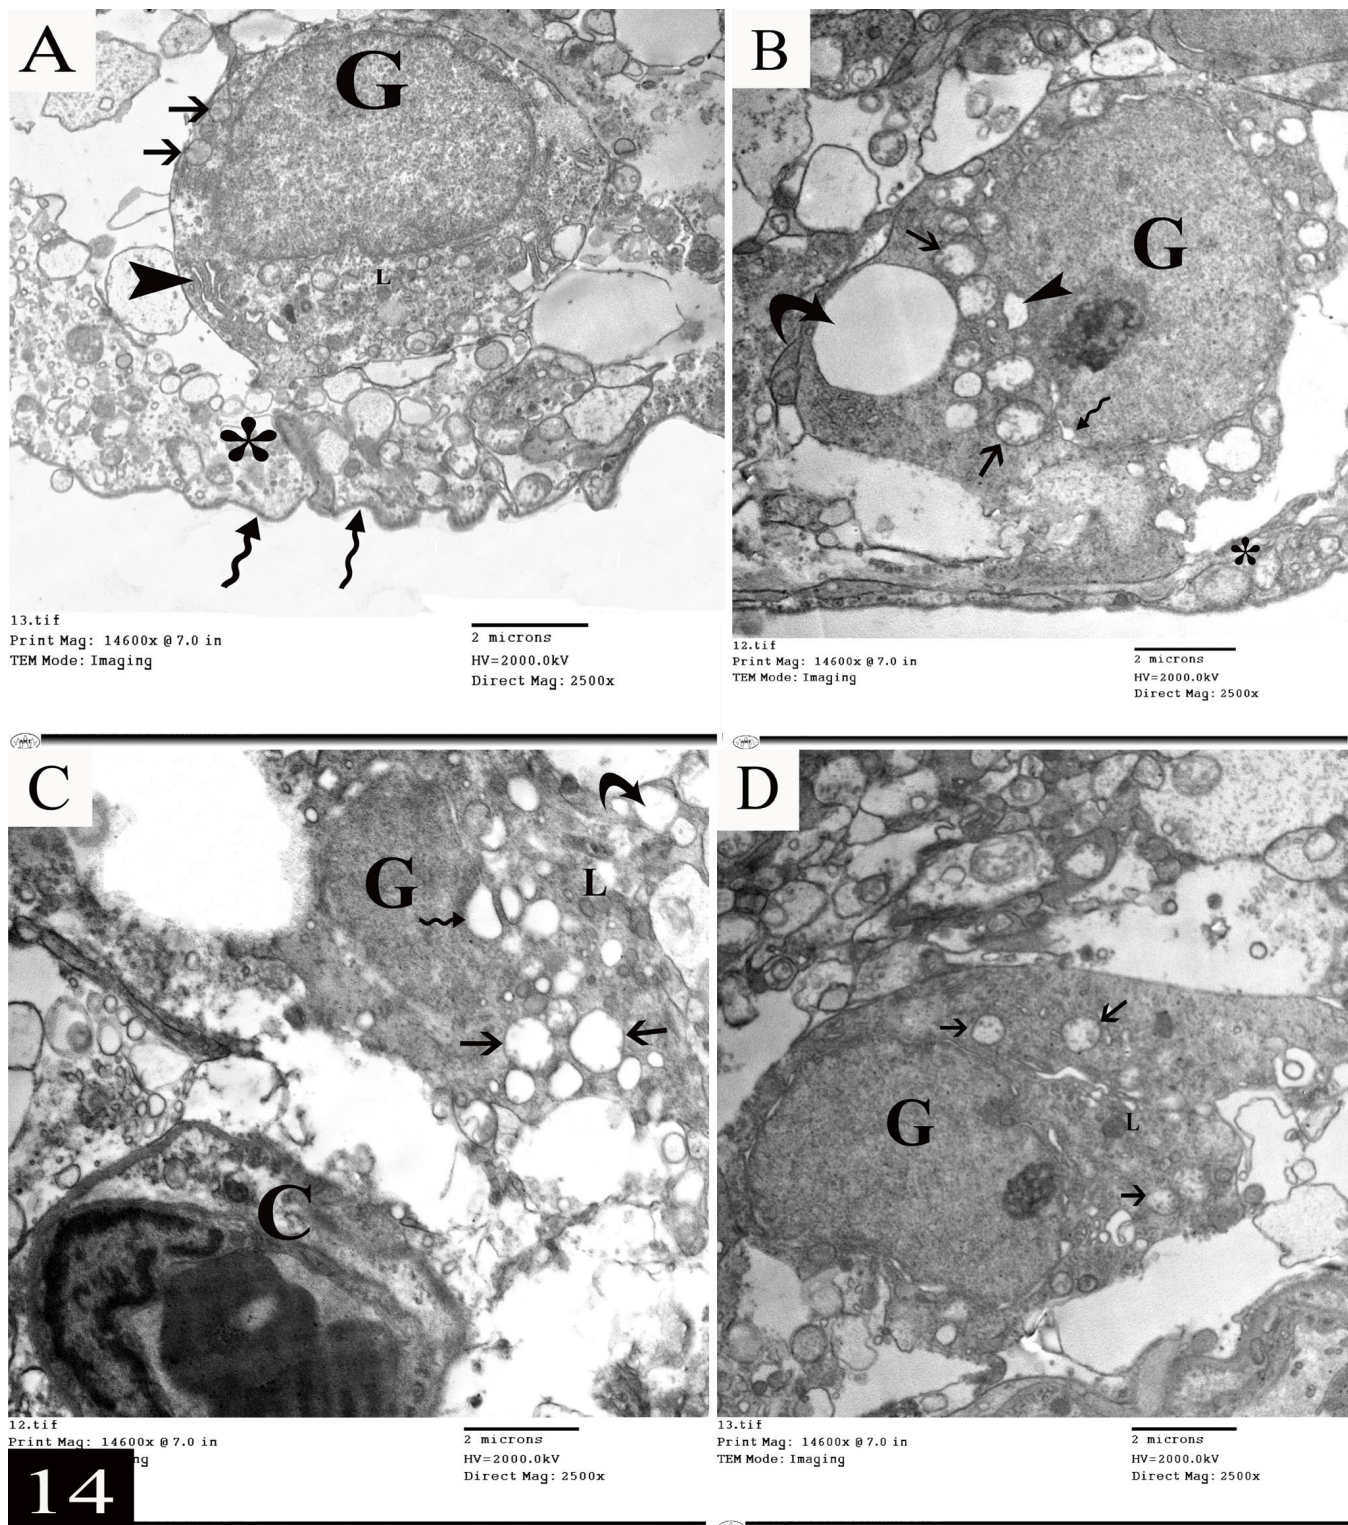 A
G
L
*
13.tif
Print Mag: 14600x @ 7.0 in
TEM Mode: Imaging
2 microns
HV=2000.0kV
Direct Mag: 2500x
B
G
*
12.tif
Print Mag: 14600x @ 7.0 in
TEM Mode: Imaging
2 microns
HV=2000.0kV
Direct Mag: 2500x
C
G
L
C
12.tif
Print Mag: 14600x @ 7.0 in
ng
2 microns
HV=2000.0kV
Direct Mag: 2500x
14
D
G
L
13.tif
Print Mag: 14600x @ 7.0 in
TEM Mode: Imaging
2 microns
HV=2000.0kV
Direct Mag: 2500x